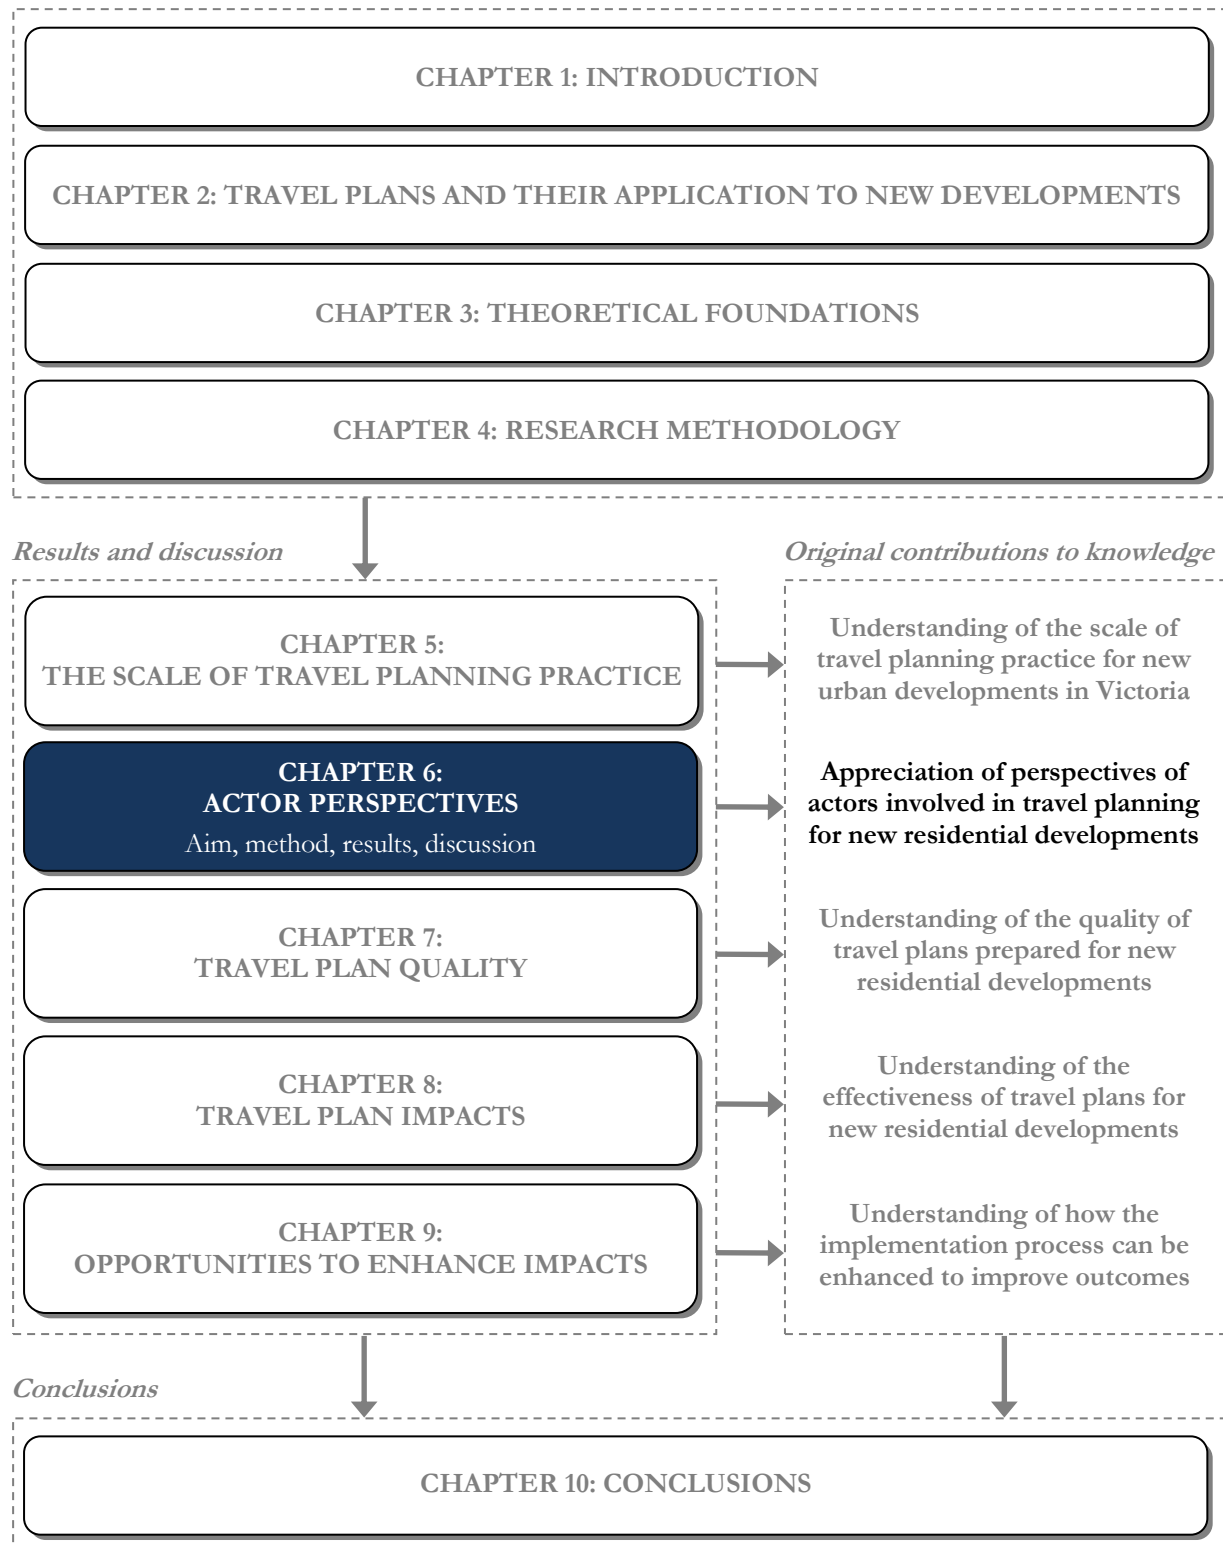 CHAPTER 1: INTRODUCTION
CHAPTER 2: TRAVEL PLANS AND THEIR APPLICATION TO NEW DEVELOPMENTS
CHAPTER 3: THEORETICAL FOUNDATIONS
CHAPTER 4: RESEARCH METHODOLOGY
Results and discussion
Original contributions to knowledge
CHAPTER 5:
THE SCALE OF TRAVEL PLANNING PRACTICE
Understanding of the scale of
travel planning practice for new
urban developments in Victoria
CHAPTER 6:
ACTOR PERSPECTIVES
Aim, method, results, discussion
Appreciation of perspectives of
actors involved in travel planning
for new residential developments
CHAPTER 7:
TRAVEL PLAN QUALITY
Understanding of the quality of
travel plans prepared for new
residential developments
CHAPTER 8:
TRAVEL PLAN IMPACTS
Understanding of the
effectiveness of travel plans for
new residential developments
CHAPTER 9:
OPPORTUNITIES TO ENHANCE IMPACTS
Understanding of how the
implementation process can be
enhanced to improve outcomes
Conclusions
CHAPTER 10: CONCLUSIONS